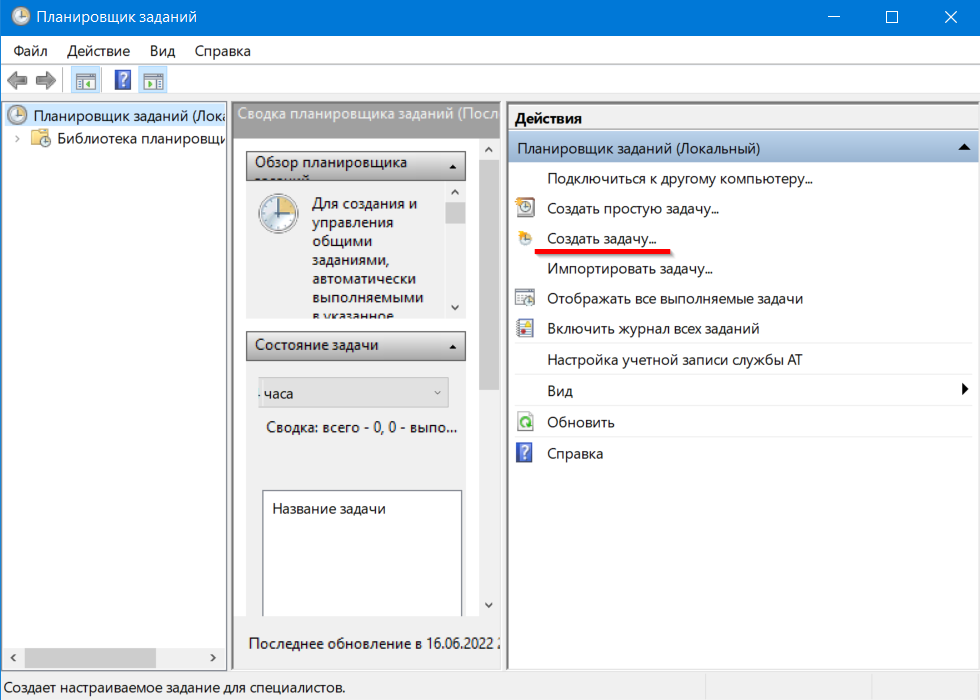 Планировщик заданий
Файл Действие Вид Справка
Планировщик заданий (Лока
Библиотека планировщи
Сводка планировщика заданий (Посл
Обзор планировщика
заданий
Для создания и
управления
общими
заданиями,
автоматически
выполняемыми
в указанное
Состояние задачи
часа
Сводка: всего - 0, 0 - выпо...
Название задачи
Последнее обновление в 16.06.2022 2
Действия
Планировщик заданий (Локальный)
Подключиться к другому компьютеру...
Создать простую задачу...
Создать задачу...
Импортировать задачу...
Отображать все выполняемые задачи
Включить журнал всех заданий
Настройка учетной записи службы AT
Вид
Обновить
Справка
Создает настраиваемое задание для специалистов.